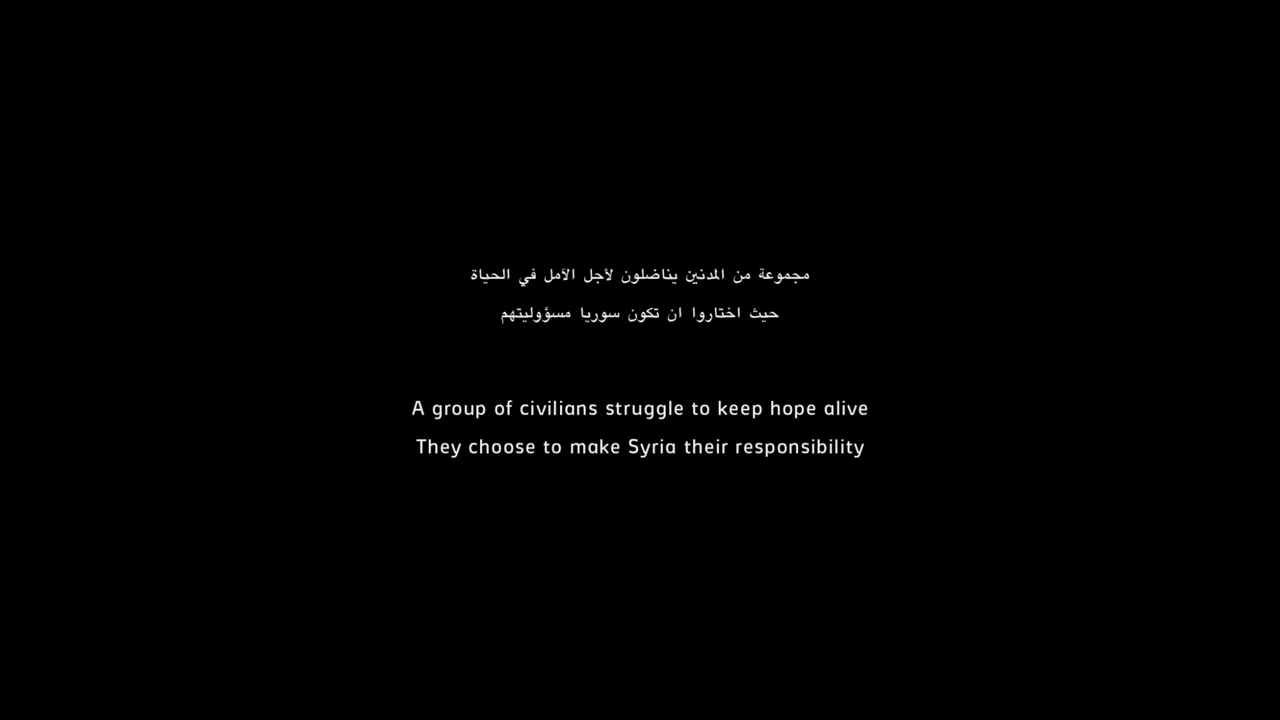 مجموعة من المدنين يناضلون لأجل الآمل في الحياة
حيث اختاروا ان تكون سوريا مسؤوليتهم
A group of civilians struggle to keep hope alive
They choose to make Syria their responsibility